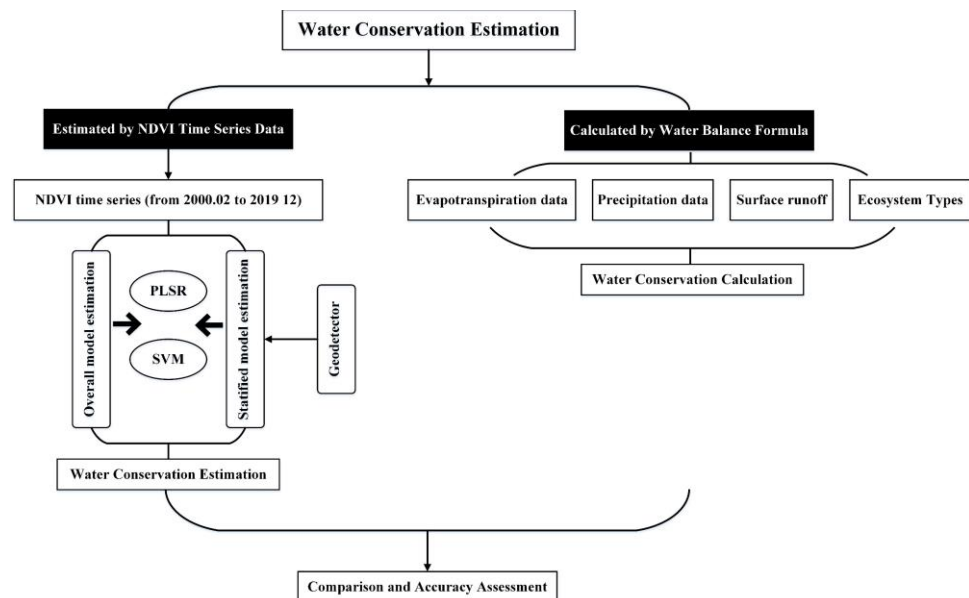 Water Conservation Estimation
Estimated by NDVI Time Series Data
Calculated by Water Balance Formula
NDVI time series (from 2000.02 to 2019 12)
Evapotranspiration data
Precipitation data
Surface runoff
Ecosystem Types
Water Conservation Calculation
Overall model estimation
PLSR
SVM
Statified model estimation
Geodetector
Water Conservation Estimation
Comparison and Accuracy Assessment